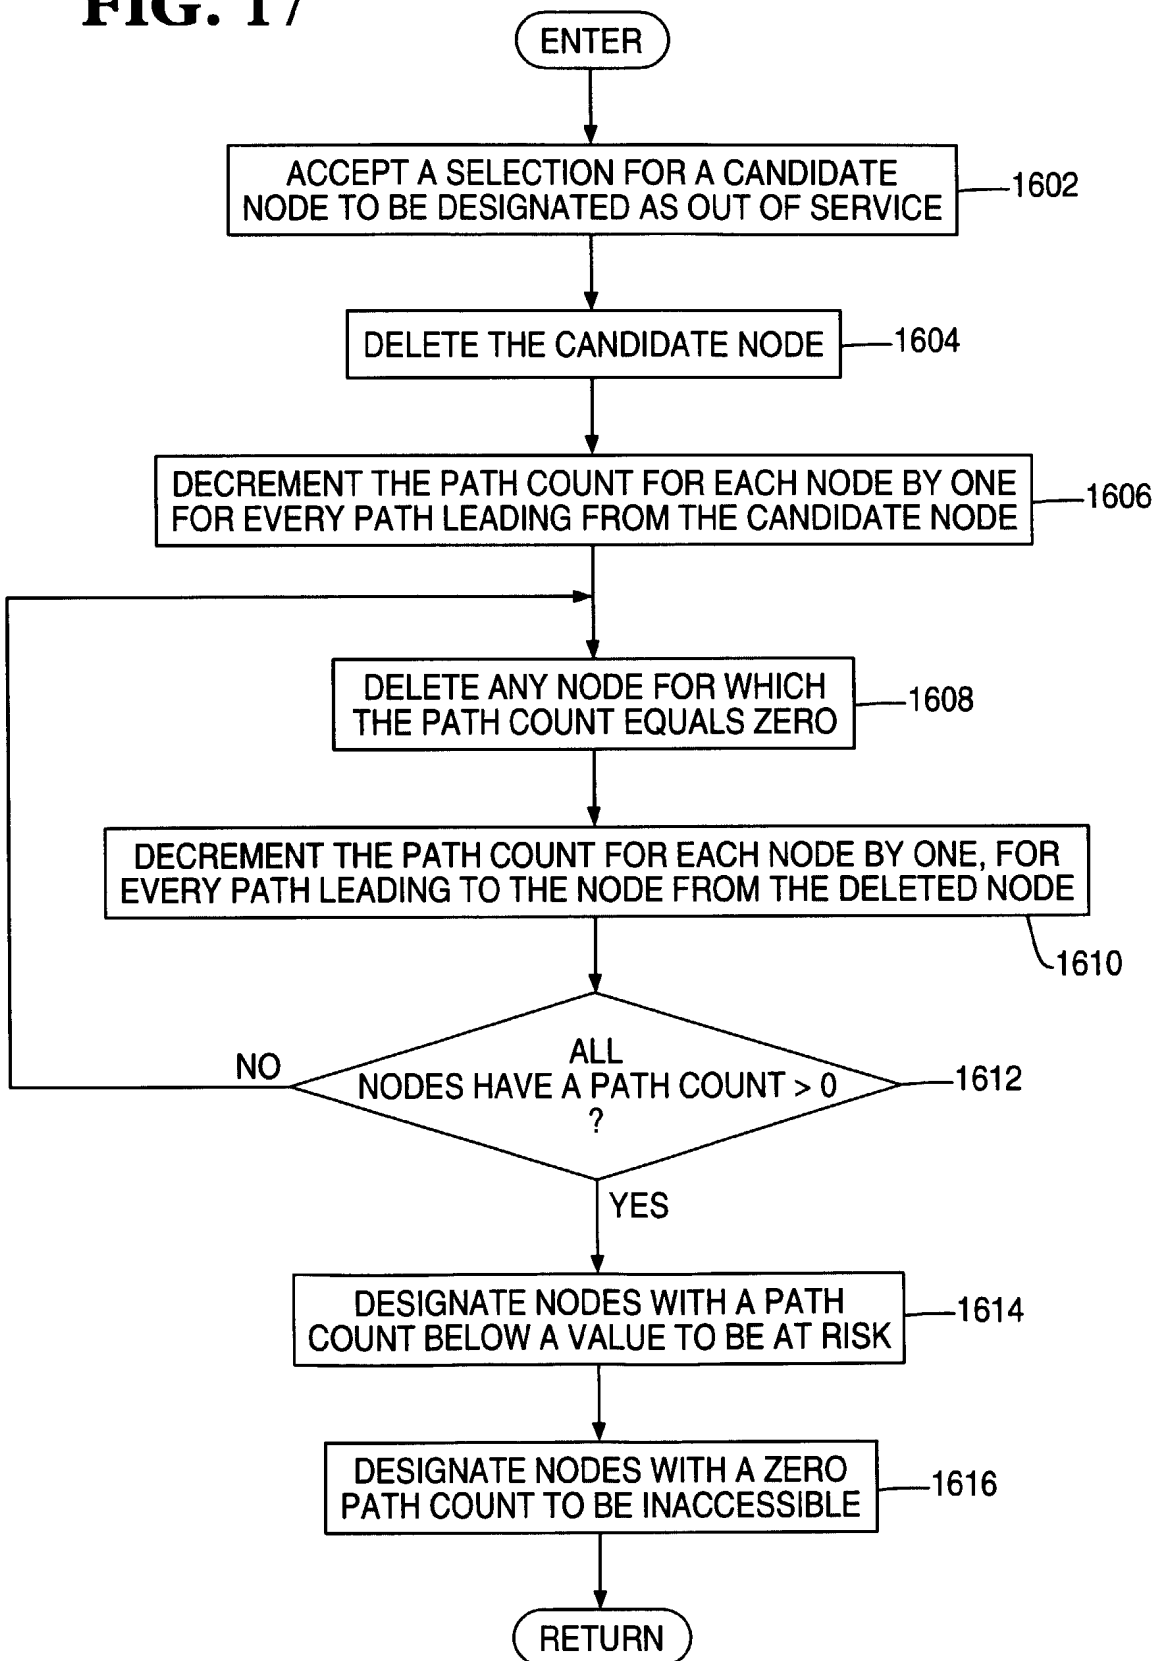 FIG. 17
ENTER
ACCEPT A SELECTION FOR A CANDIDATE
NODE TO BE DESIGNATED AS OUT OF SERVICE
1602
DELETE THE CANDIDATE NODE
1604
DECREMENT THE PATH COUNT FOR EACH NODE BY ONE
FOR EVERY PATH LEADING FROM THE CANDIDATE NODE
1606
DELETE ANY NODE FOR WHICH
THE PATH COUNT EQUALS ZERO
1608
DECREMENT THE PATH COUNT FOR EACH NODE BY ONE, FOR
EVERY PATH LEADING TO THE NODE FROM THE DELETED NODE
1610
NO
ALL
NODES HAVE A PATH COUNT > 0
?
1612
YES
DESIGNATE NODES WITH A PATH
COUNT BELOW A VALUE TO BE AT RISK
1614
DESIGNATE NODES WITH A ZERO
PATH COUNT TO BE INACCESSIBLE
1616
RETURN